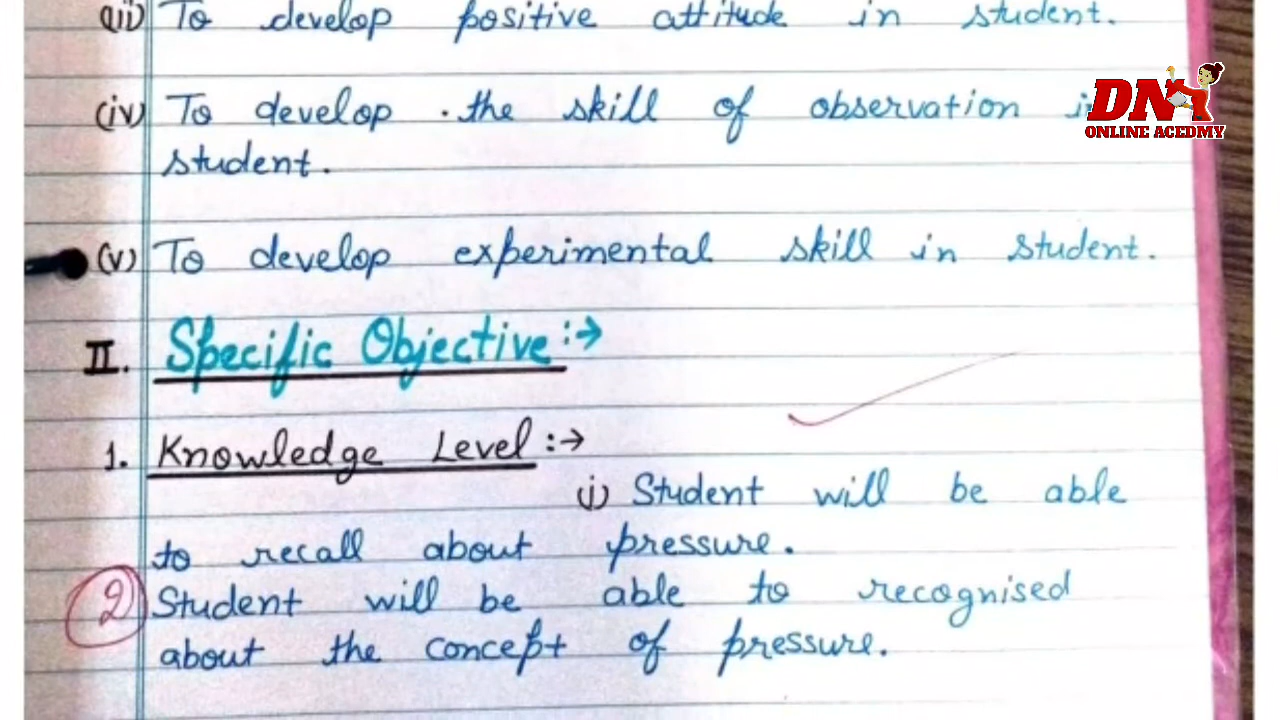 (iii) To develop positive attitude in student.
(iv) To develop the skill of observation
student.
(v) To develop experimental skill in student.
II. Specific Objective :→
1. Knowledge Level :→
(i) Student will be able
to recall about pressure.
2) Student will be able to recognised
about the concept of pressure.
DN
ONLINE ACEDMY